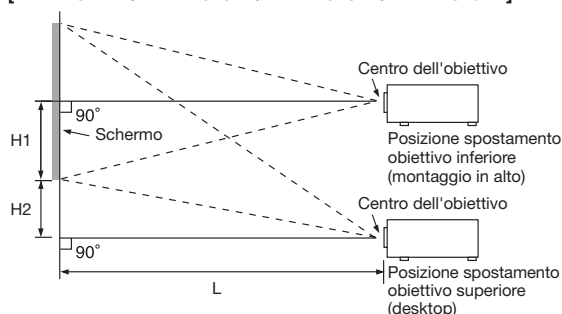 Centro dell'obiettivo
90°
H1
Schermo
Posizione spostamento
obiettivo inferiore
(montaggio in alto)
Centro dell'obiettivo
H2
90°
L
Posizione spostamento
obiettivo superiore
(desktop)